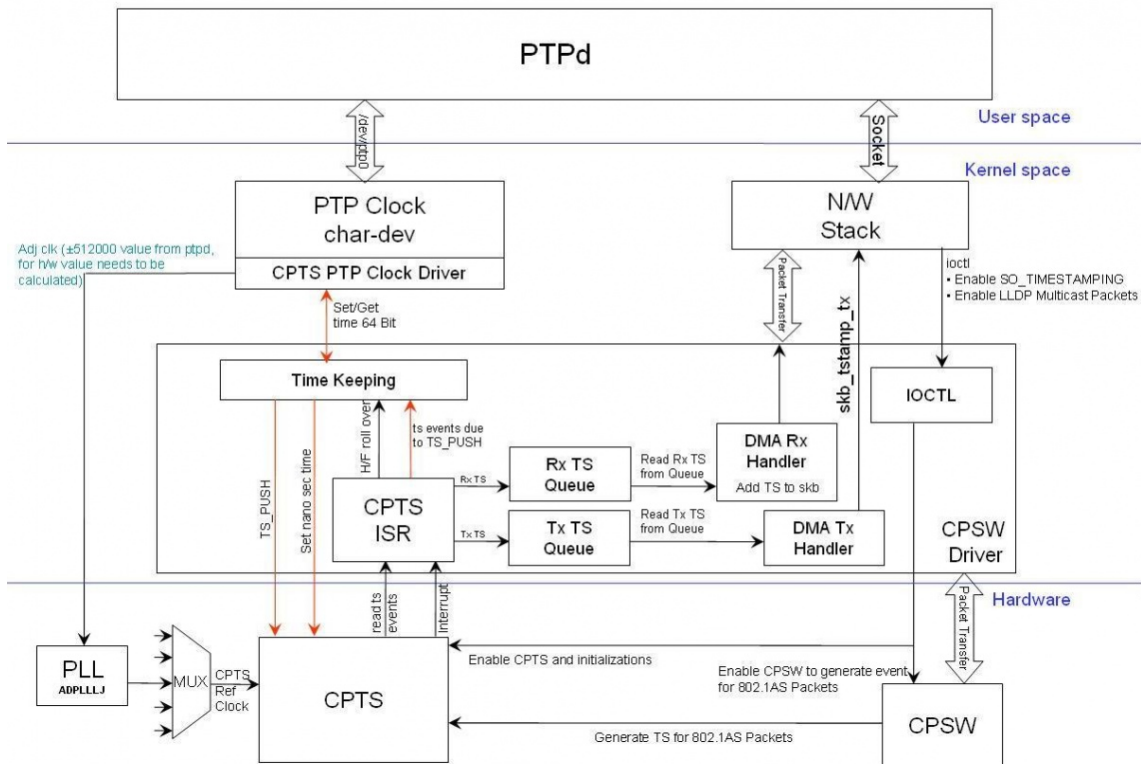 PTPd
/dev/ptp0
Socket
User space
Kernel space
PTP Clock
char-dev
CPTS PTP Clock Driver
N/W
Stack
Adj clk (±512000 value from ptpd,
for h/w value needs to be
calculated)
Set/Get
time 64 Bit
Packet Transfer
skb_tstamp_tx
ioctl
▪ Enable SO_TIMESTAMPING
▪ Enable LLDP Multicast Packets
Time Keeping
IOCTL
TS_PUSH
Set nano sec time
H/F roll over
ts events due
to TS_PUSH
CPTS
ISR
Rx TS
Rx TS
Queue
Read Rx TS
from Queue
DMA Rx
Handler
Add TS to skb
Tx TS
Tx TS
Queue
Read Tx TS
from Queue
DMA Tx
Handler
CPSW
Driver
Hardware
read ts
events
Interrupt
Packet Transfer
PLL
ADPLLLJ
MUX
CPTS
Ref
Clock
CPTS
Enable CPTS and initializations
Enable CPSW to generate event
for 802.1AS Packets
Generate TS for 802.1AS Packets
CPSW